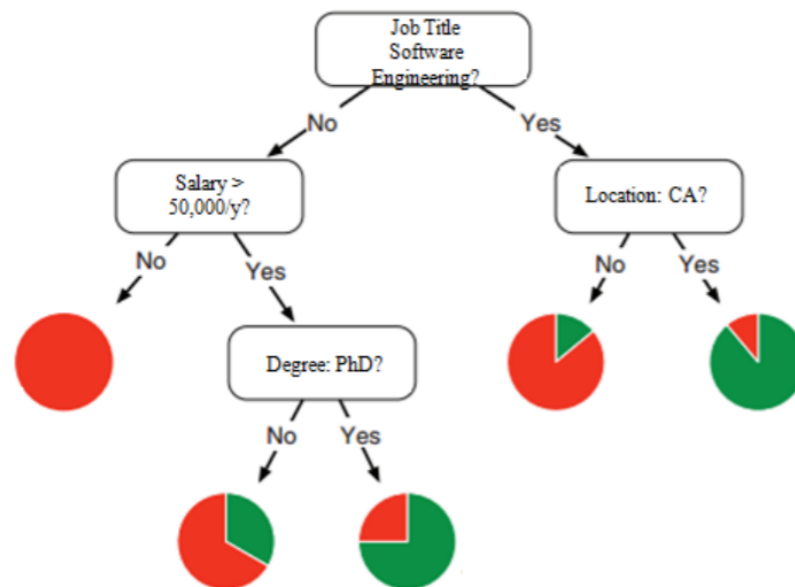 Job Title
Software
Engineering?
No
Yes
Salary >
50,000/y?
Location: CA?
No
Yes
No
Yes
Degree: PhD?
No
Yes